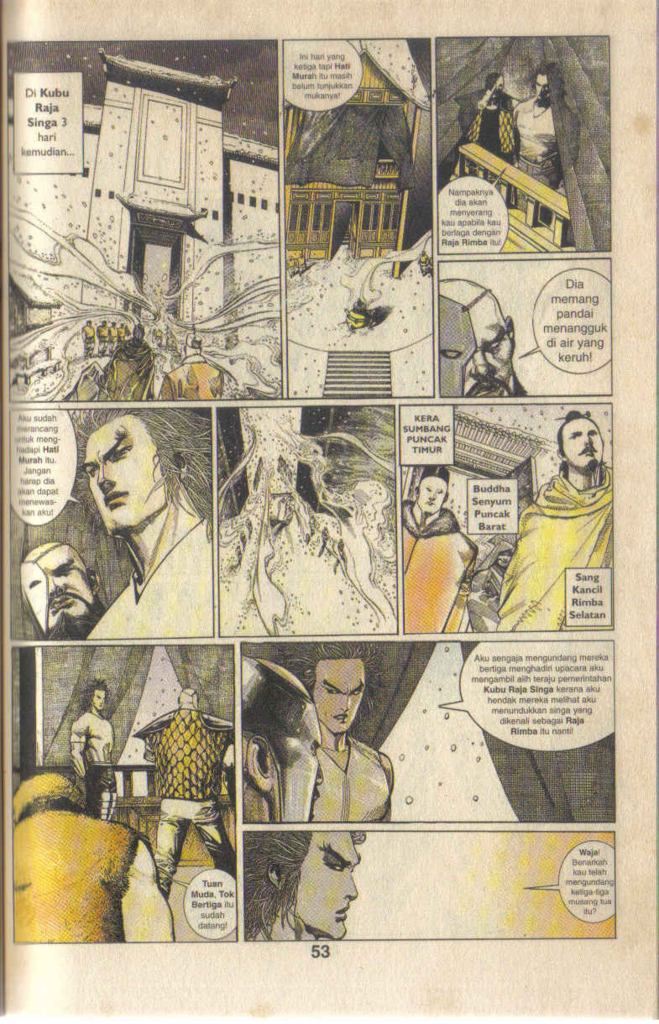 Di Kubu
Raja
Singa 3
hari
kemudian...
Ini hari yang
ketiga tapi Hati
Murah itu masih
belum tunjukkan
mukanya!
Nampaknya
dia akan
menyerang
kau apabila kau
berlaga dengan
Raja Rimba itu!
Dia
memang
pandai
menangguk
di air yang
keruh!
Aku sudah
merancang
untuk meng-
hadapi Hati
Murah itu.
Jangan
harap dia
akan dapat
menewas-
kan aku!
KERA
SUMBANG
PUNCAK
TIMUR
Buddha
Senyum
Puncak
Barat
Sang
Kancil
Rimba
Selatan
Tuan
Muda, Tok
Bertiga itu
sudah
datang!
Aku sengaja mengundang mereka
bertiga menghadiri upacara aku
mengambil alih teraju pemerintahan
Kubu Raja Singa kerana aku
hendak mereka melihat aku
menundukkan singa yang
dikenali sebagai Raja
Rimba itu nanti!
Waja!
Benarkah
kau telah
mengundang
ketiga-tiga
musang tua
itu?
53